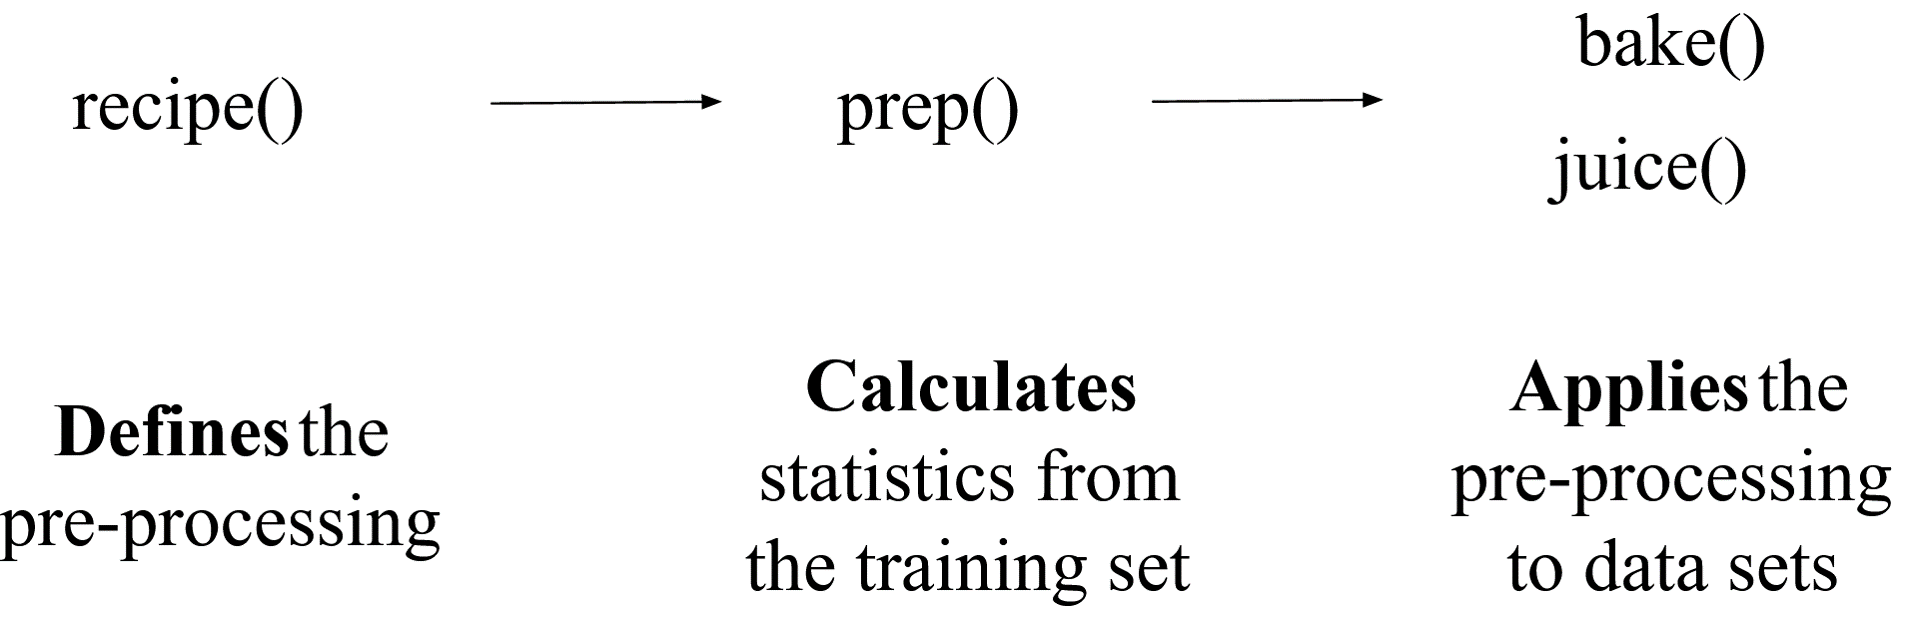 recipe()
prep()
bake()
juice()
Defines the
pre-processing
Calculates
statistics from
the training set
Applies the
pre-processing
to data sets